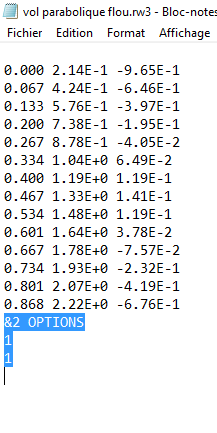 vol parabolique flou.rw3 - Bloc-notes
Fichier Edition Format Affichage
0.000 2.14E-1 -9.65E-1
0.067 4.24E-1 -6.46E-1
0.133 5.76E-1 -3.97E-1
0.200 7.38E-1 -1.95E-1
0.267 8.78E-1 -4.05E-2
0.334 1.04E+0 6.49E-2
0.400 1.19E+0 1.19E-1
0.467 1.33E+0 1.41E-1
0.534 1.48E+0 1.19E-1
0.601 1.64E+0 3.78E-2
0.667 1.78E+0 -7.57E-2
0.734 1.93E+0 -2.32E-1
0.801 2.07E+0 -4.19E-1
0.868 2.22E+0 -6.76E-1
&2 OPTIONS
1
1